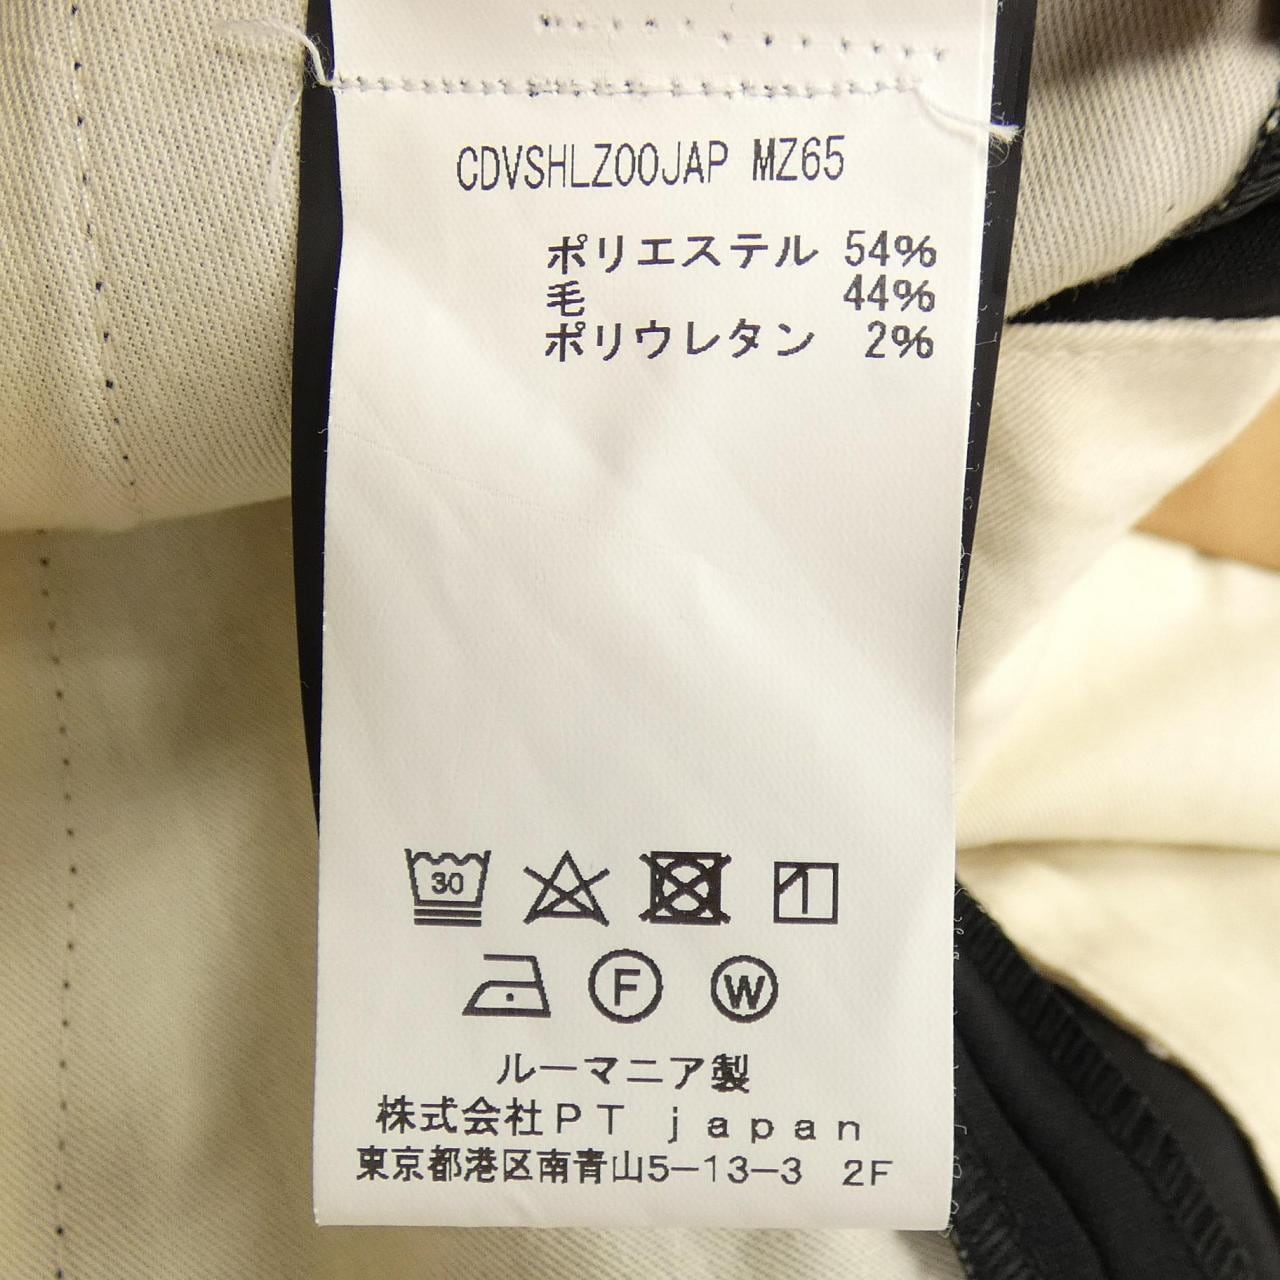 CDVSHLZ00JAP MZ65
ポリエステル 54%
毛 44%
ポリウレタン 2%
30
F W
ルーマニア製
株式会社PT japan
東京都港区南青山5-13-3 2F